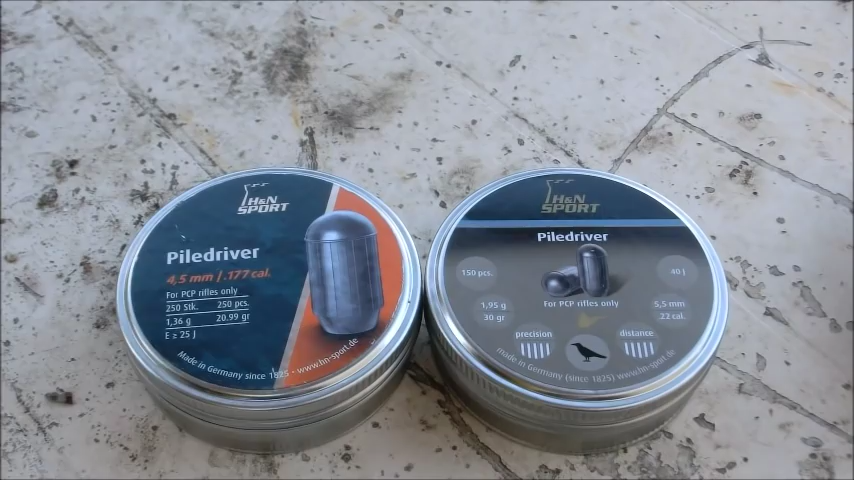 H&N
SPORT
Piledriver
4,5 mm / .177 cal.
For PCP rifles only
250 Stk. 250 pcs.
1,36 g 20.99 gr
E ≥ 25 J
Made in Germany since 1825 • www.hn-sport.de
H&N
SPORT
Piledriver
150 pcs.
40 J
For PCP rifles only
1,95 g
30 gr
5,5 mm
22 cal.
precision
distance
made in Germany (since 1825) www.hn-sport.de